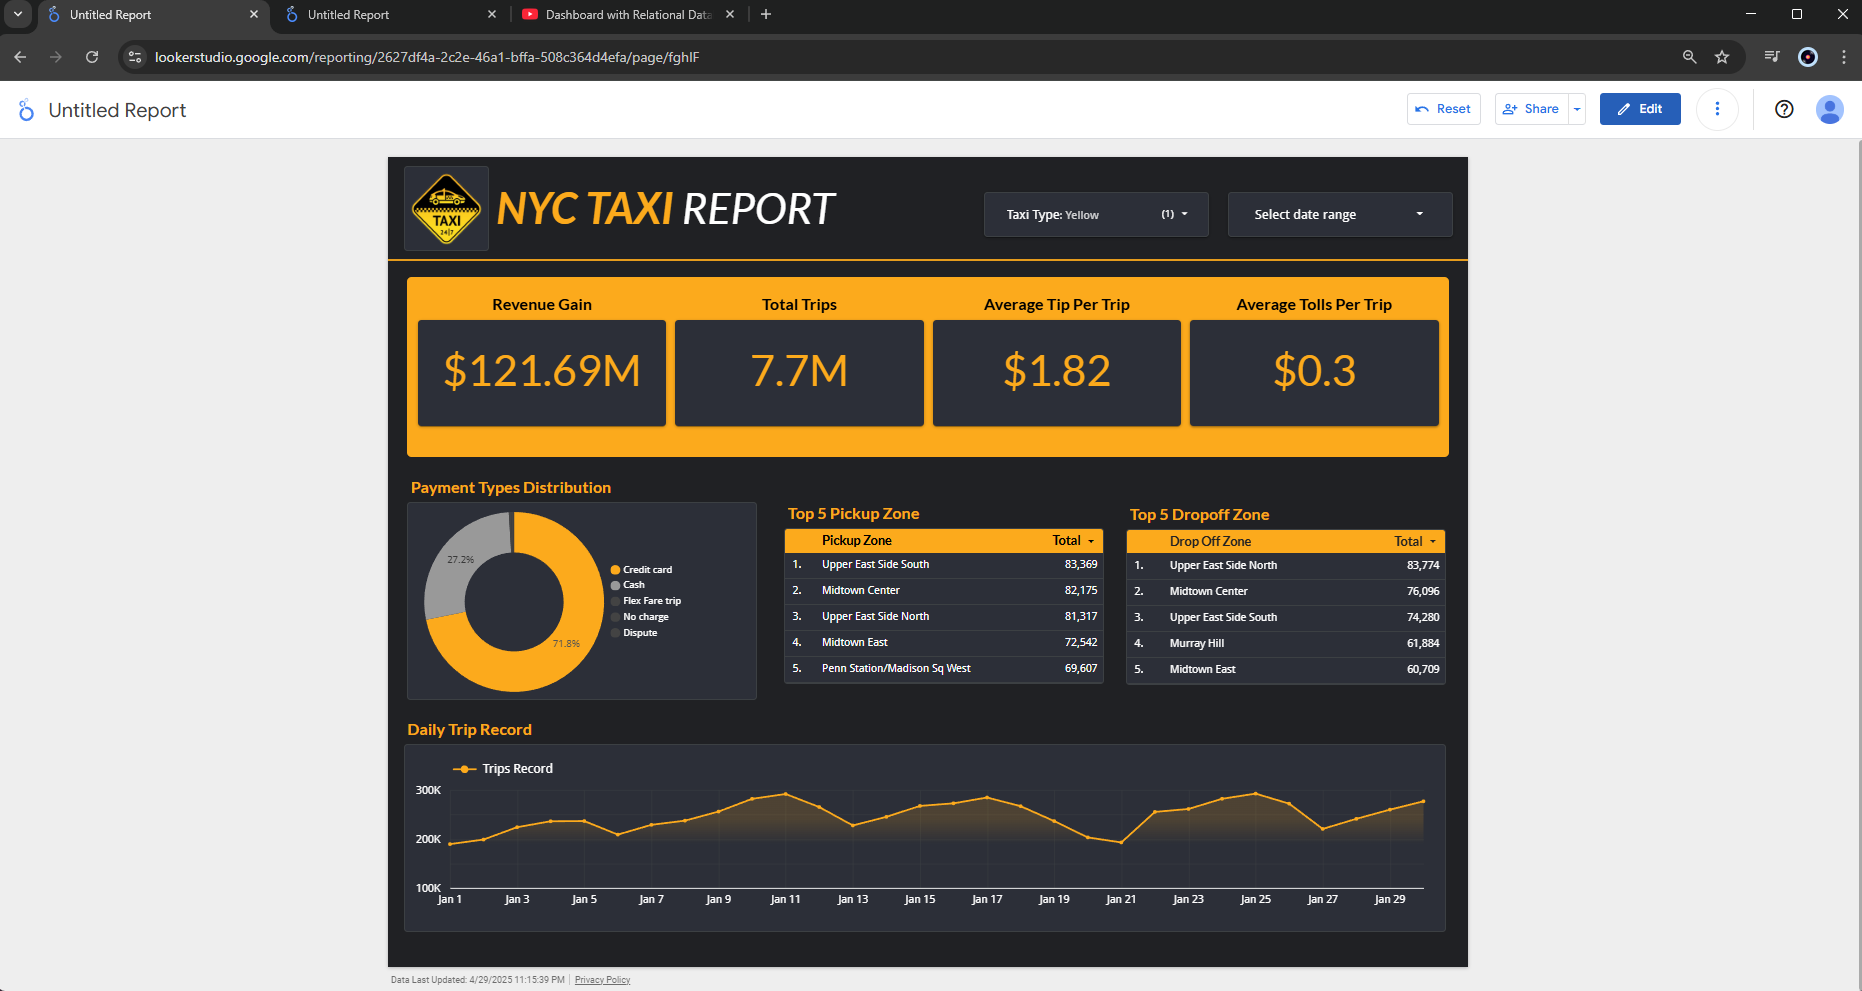 Untitled Report
Untitled Report
Dashboard with Relational Data
lookerstudio.google.com/reporting/2627df4a-2c2e-46a1-bffa-508c364d4efa/page/fghIF
Untitled Report
Reset
Share
Edit
TAXI
24|7
NYC TAXI REPORT
Taxi Type: Yellow (1)
Select date range
Revenue Gain
Total Trips
Average Tip Per Trip
Average Tolls Per Trip
$121.69M
7.7M
$1.82
$0.3
Payment Types Distribution
27.2%
71.8%
Credit card
Cash
Flex Fare trip
No charge
Dispute
Top 5 Pickup Zone
Pickup Zone Total
1. Upper East Side South 83,369
2. Midtown Center 82,175
3. Upper East Side North 81,317
4. Midtown East 72,542
5. Penn Station/Madison Sq West 69,607
Top 5 Dropoff Zone
Drop Off Zone Total
1. Upper East Side North 83,774
2. Midtown Center 76,096
3. Upper East Side South 74,280
4. Murray Hill 61,884
5. Midtown East 60,709
Daily Trip Record
Trips Record
300K
200K
100K
Jan 1 Jan 3 Jan 5 Jan 7 Jan 9 Jan 11 Jan 13 Jan 15 Jan 17 Jan 19 Jan 21 Jan 23 Jan 25 Jan 27 Jan 29
Data Last Updated: 4/29/2025 11:15:39 PM Privacy Policy